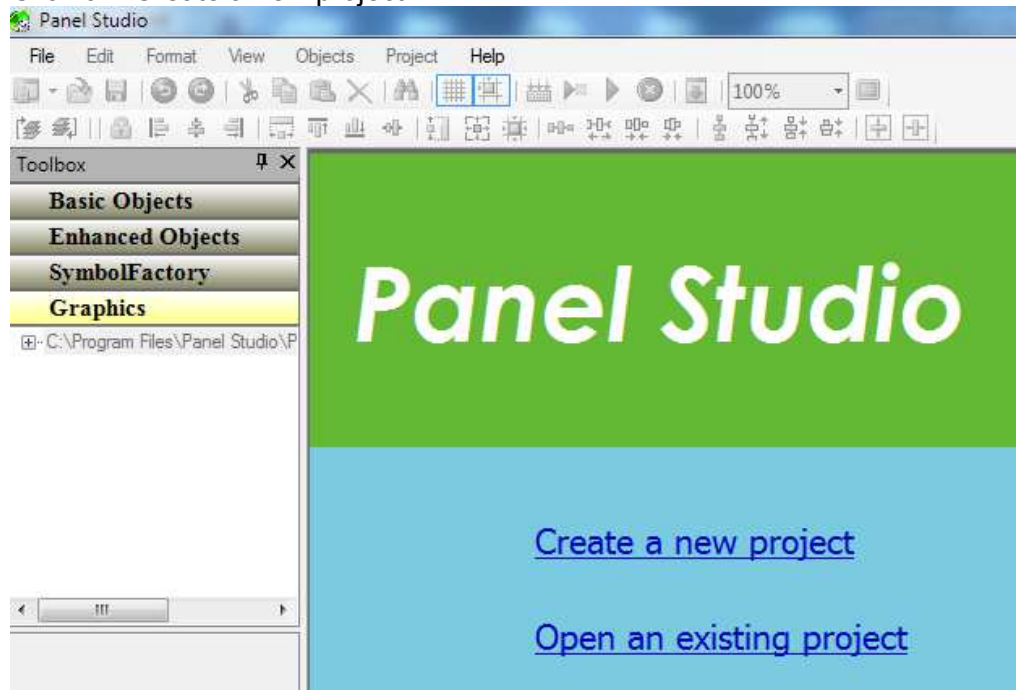 Panel Studio
File Edit Format View Objects Project Help
100%
Toolbox
Basic Objects
Enhanced Objects
SymbolFactory
Graphics
C:\Program Files\Panel Studio\P
Panel Studio
Create a new project
Open an existing project